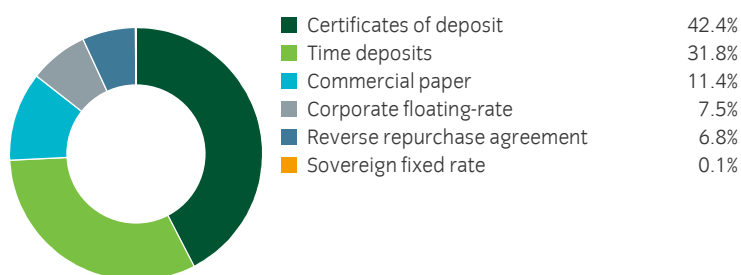 Certificates of deposit 42.4%
Time deposits 31.8%
Commercial paper 11.4%
Corporate floating-rate 7.5%
Reverse repurchase agreement 6.8%
Sovereign fixed rate 0.1%